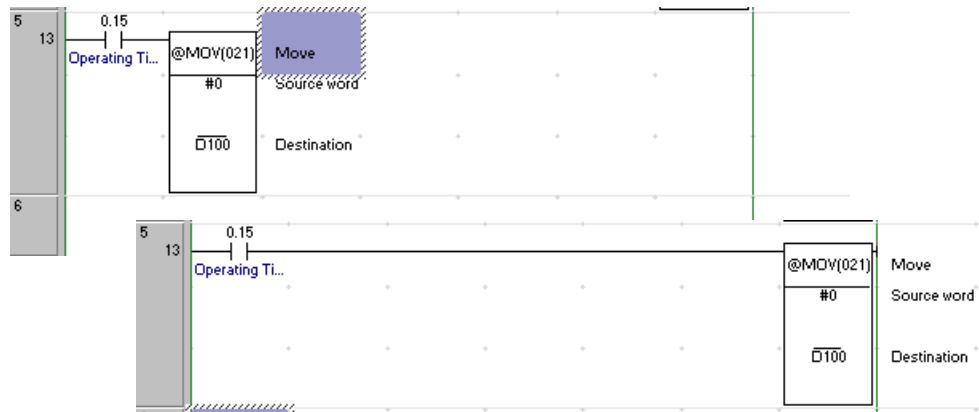 5 0.15
13
Operating Ti... @MOV(021) Move
#0 Source word
D100 Destination
6
5 0.15
13
Operating Ti... @MOV(021) Move
#0 Source word
D100 Destination